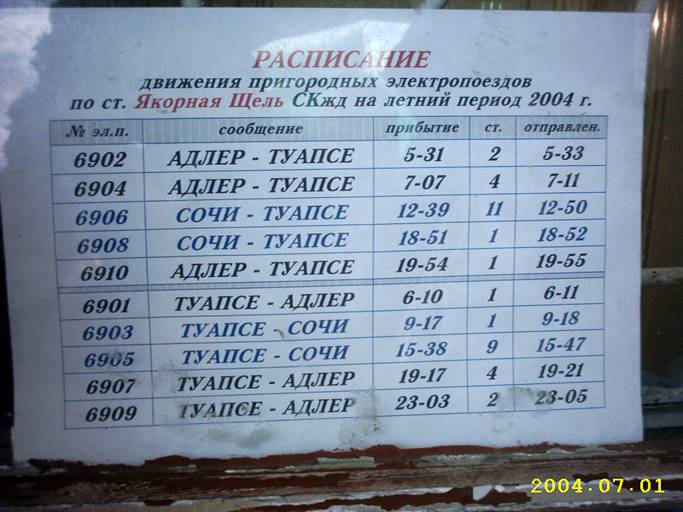 РАСПИСАНИЕ
движения пригородных электропоездов
по ст. Якорная Щель СКжд на летний период 2004 г.
№ эл.п. сообщение прибытие ст. отправлен.
6902 АДЛЕР - ТУАПСЕ 5-31 2 5-33
6904 АДЛЕР - ТУАПСЕ 7-07 4 7-11
6906 СОЧИ - ТУАПСЕ 12-39 11 12-50
6908 СОЧИ - ТУАПСЕ 18-51 1 18-52
6910 АДЛЕР - ТУАПСЕ 19-54 1 19-55
6901 ТУАПСЕ - АДЛЕР 6-10 1 6-11
6903 ТУАПСЕ - СОЧИ 9-17 1 9-18
6905 ТУАПСЕ - СОЧИ 15-38 9 15-47
6907 ТУАПСЕ - АДЛЕР 19-17 4 19-21
6909 ТУАПСЕ - АДЛЕР 23-03 2 23-05
2004.07.01